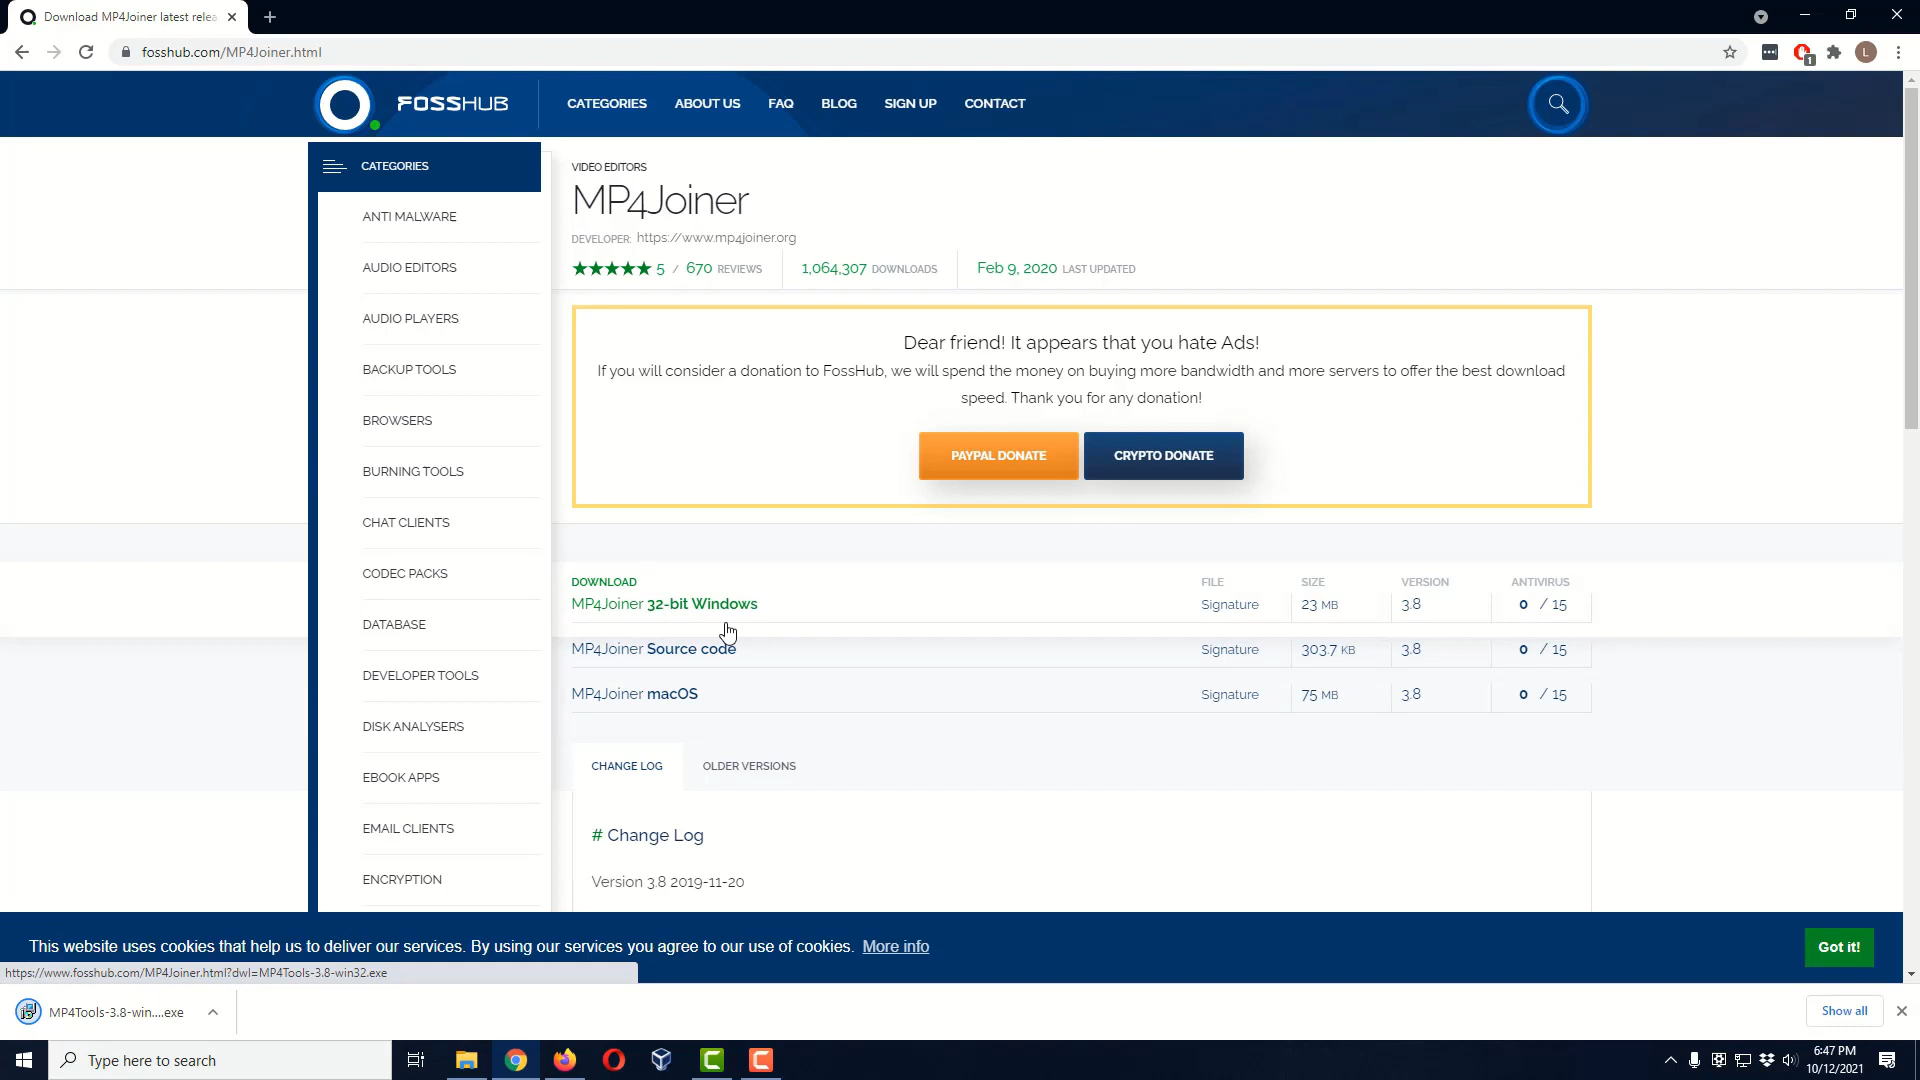 Download MP4Joiner latest relea
fosshub.com/MP4Joiner.html
1
L
FOSSHUB
CATEGORIES
ABOUT US
FAQ
BLOG
SIGN UP
CONTACT
CATEGORIES
ANTI MALWARE
AUDIO EDITORS
AUDIO PLAYERS
BACKUP TOOLS
BROWSERS
BURNING TOOLS
CHAT CLIENTS
CODEC PACKS
DATABASE
DEVELOPER TOOLS
DISK ANALYSERS
EBOOK APPS
EMAIL CLIENTS
ENCRYPTION
VIDEO EDITORS
MP4Joiner
DEVELOPER: https://www.mp4joiner.org
5 / 670 REVIEWS
1,064,307 DOWNLOADS
Feb 9, 2020 LAST UPDATED
Dear friend! It appears that you hate Ads!
If you will consider a donation to FossHub, we will spend the money on buying more bandwidth and more servers to offer the best download
speed. Thank you for any donation!
PAYPAL DONATE
CRYPTO DONATE
DOWNLOAD FILE SIZE VERSION ANTIVIRUS
MP4Joiner 32-bit Windows Signature 23 MB 3.8 0 / 15
MP4Joiner Source code Signature 303.7 KB 3.8 0 / 15
MP4Joiner macOS Signature 75 MB 3.8 0 / 15
CHANGE LOG
OLDER VERSIONS
# Change Log
Version 3.8 2019-11-20
This website uses cookies that help us to deliver our services. By using our services you agree to our use of cookies. More info
Got it!
https://www.fosshub.com/MP4Joiner.html?dwl=MP4Tools-3.8-win32.exe
MP4Tools-3.8-win....exe
Show all
Type here to search
6:47 PM
10/12/2021